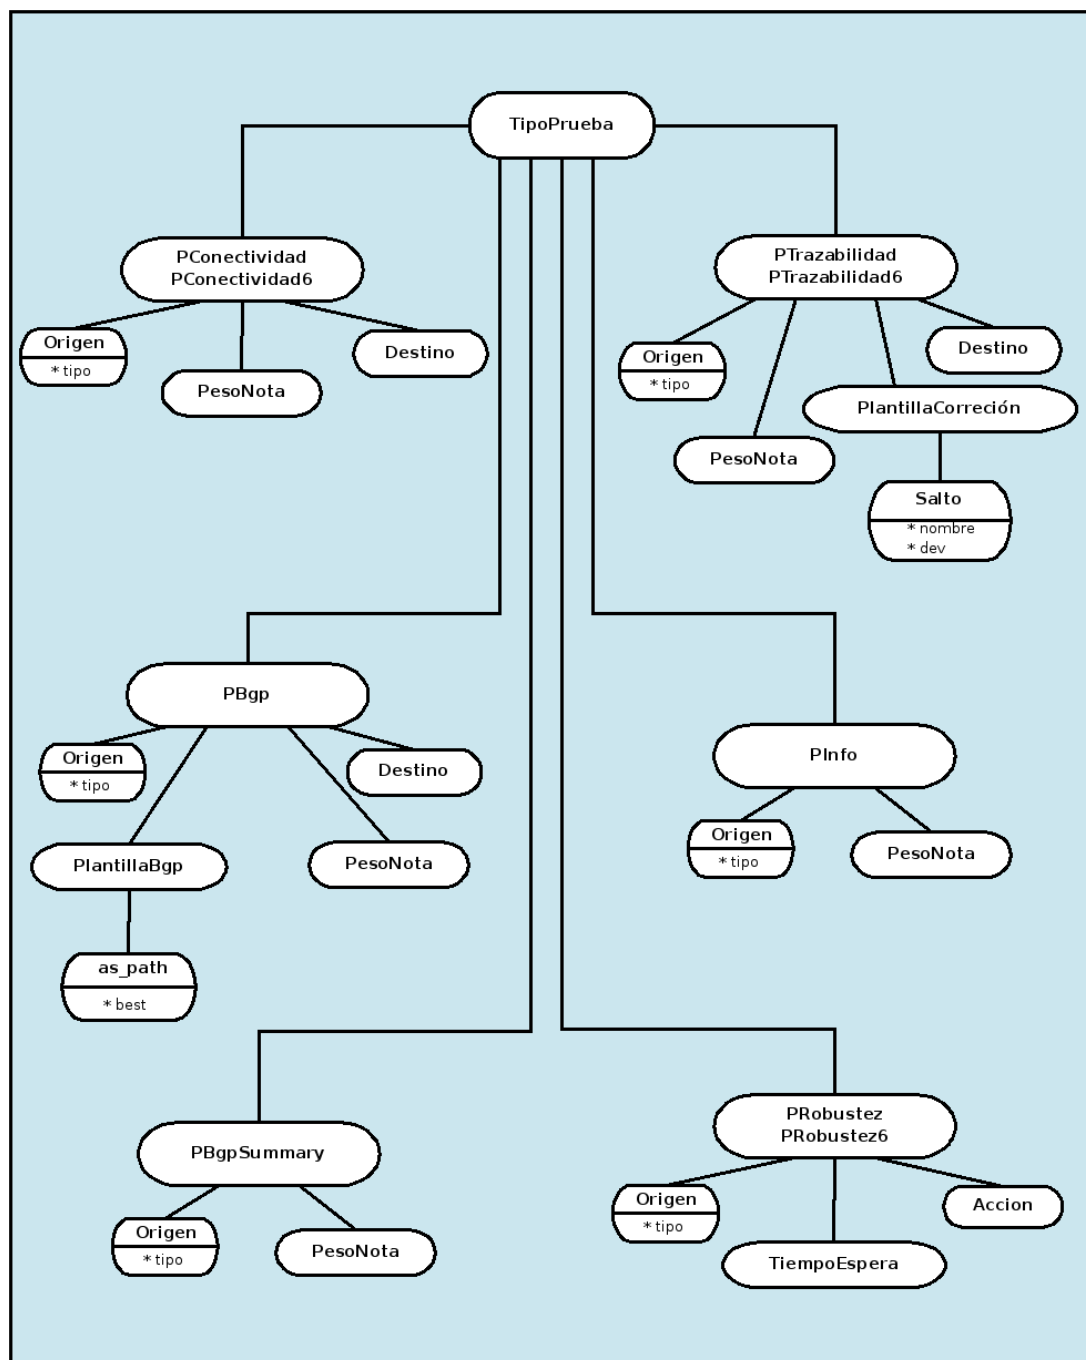 TipoPrueba
PConectividad
PConectividad6
Origen
* tipo
PesoNota
Destino
PTrazabilidad
PTrazabilidad6
Origen
* tipo
PesoNota
Destino
PlantillaCorreción
Salto
* nombre
* dev
PBgp
Origen
* tipo
Destino
PlantillaBgp
PesoNota
as_path
* best
PInfo
Origen
* tipo
PesoNota
PBgpSummary
Origen
* tipo
PesoNota
PRobustez
PRobustez6
Origen
* tipo
Accion
TiempoEspera